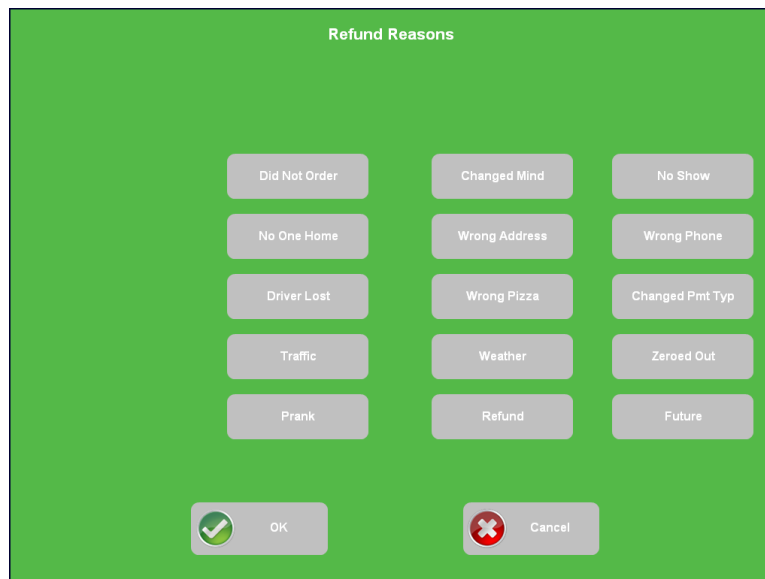 Refund Reasons
Did Not Order
Changed Mind
No Show
No One Home
Wrong Address
Wrong Phone
Driver Lost
Wrong Pizza
Changed Pmt Typ
Traffic
Weather
Zeroed Out
Prank
Refund
Future
OK
Cancel